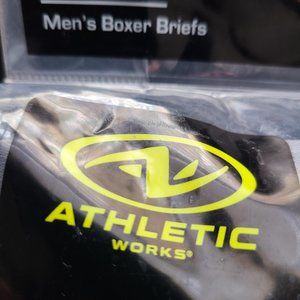 Men's Boxer Briefs
ATHLETIC
WORKS®